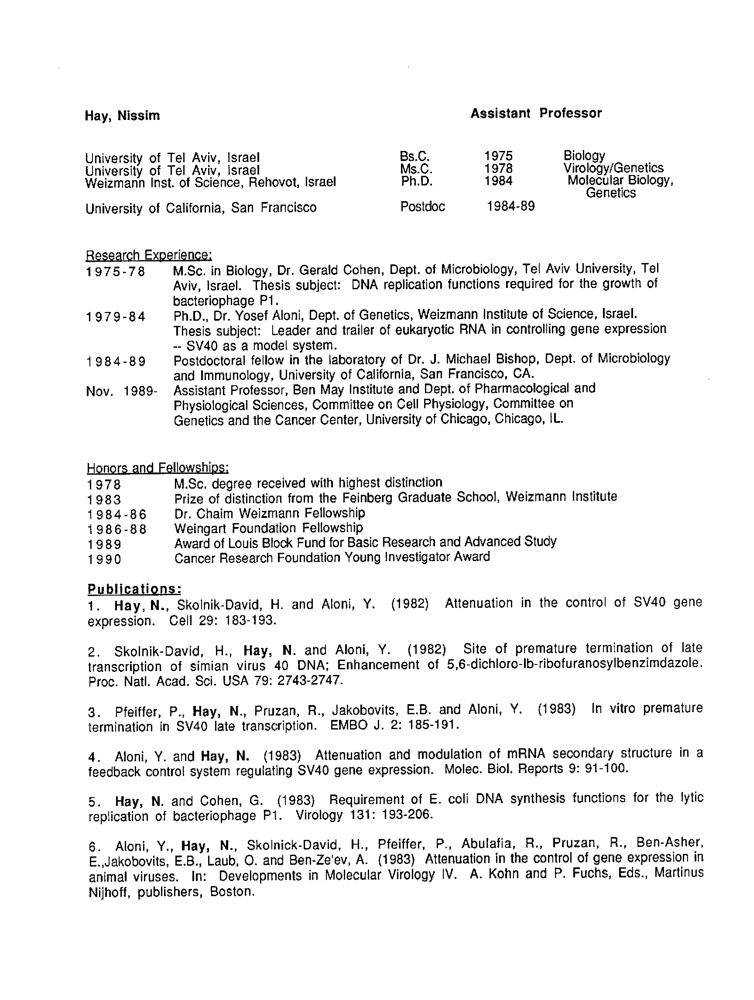 Hay, Nissim Assistant Professor
University of Tel Aviv, Israel Bs.C. 1975 Biology
University of Tel Aviv, Israel Ms.C. 1978 Virology/Genetics
Weizmann Inst. of Science, Rehovot, Israel Ph.D. 1984 Molecular Biology,
Genetics
University of California, San Francisco Postdoc 1984-89
Research Experience:
1975-78 M.Sc. in Biology, Dr. Gerald Cohen, Dept. of Microbiology, Tel Aviv University, Tel
Aviv, Israel. Thesis subject: DNA replication functions required for the growth of
bacteriophage P1.
1979-84 Ph.D., Dr. Yosef Aloni, Dept. of Genetics, Weizmann Institute of Science, Israel.
Thesis subject: Leader and trailer of eukaryotic RNA in controlling gene expression
-- SV40 as a model system.
1984-89 Postdoctoral fellow in the laboratory of Dr. J. Michael Bishop, Dept. of Microbiology
and Immunology, University of California, San Francisco, CA.
Nov. 1989- Assistant Professor, Ben May Institute and Dept. of Pharmacological and
Physiological Sciences, Committee on Cell Physiology, Committee on
Genetics and the Cancer Center, University of Chicago, Chicago, IL.
Honors and Fellowships:
1978 M.Sc. degree received with highest distinction
1983 Prize of distinction from the Feinberg Graduate School, Weizmann Institute
1984-86 Dr. Chaim Weizmann Fellowship
1986-88 Weingart Foundation Fellowship
1989 Award of Louis Block Fund for Basic Research and Advanced Study
1990 Cancer Research Foundation Young Investigator Award
Publications:
1. Hay, N., Skolnik-David, H. and Aloni, Y. (1982) Attenuation in the control of SV40 gene
expression. Cell 29: 183-193.
2. Skolnik-David, H., Hay, N. and Aloni, Y. (1982) Site of premature termination of late
transcription of simian virus 40 DNA; Enhancement of 5,6-dichloro-lb-ribofuranosylbenzimdazole.
Proc. Natl. Acad. Sci. USA 79: 2743-2747.
3. Pfeiffer, P., Hay, N., Pruzan, R., Jakobovits, E.B. and Aloni, Y. (1983) In vitro premature
termination in SV40 late transcription. EMBO J. 2: 185-191.
4. Aloni, Y. and Hay, N. (1983) Attenuation and modulation of mRNA secondary structure in a
feedback control system regulating SV40 gene expression. Molec. Biol. Reports 9: 91-100.
5. Hay, N. and Cohen, G. (1983) Requirement of E. coli DNA synthesis functions for the lytic
replication of bacteriophage P1. Virology 131: 193-206.
6. Aloni, Y., Hay, N., Skolnick-David, H., Pfeiffer, P., Abulafia, R., Pruzan, R., Ben-Asher,
E.,Jakobovits, E.B., Laub, O. and Ben-Ze'ev, A. (1983) Attenuation in the control of gene expression in
animal viruses. In: Developments in Molecular Virology IV. A. Kohn and P. Fuchs, Eds., Martinus
Nijhoff, publishers, Boston.